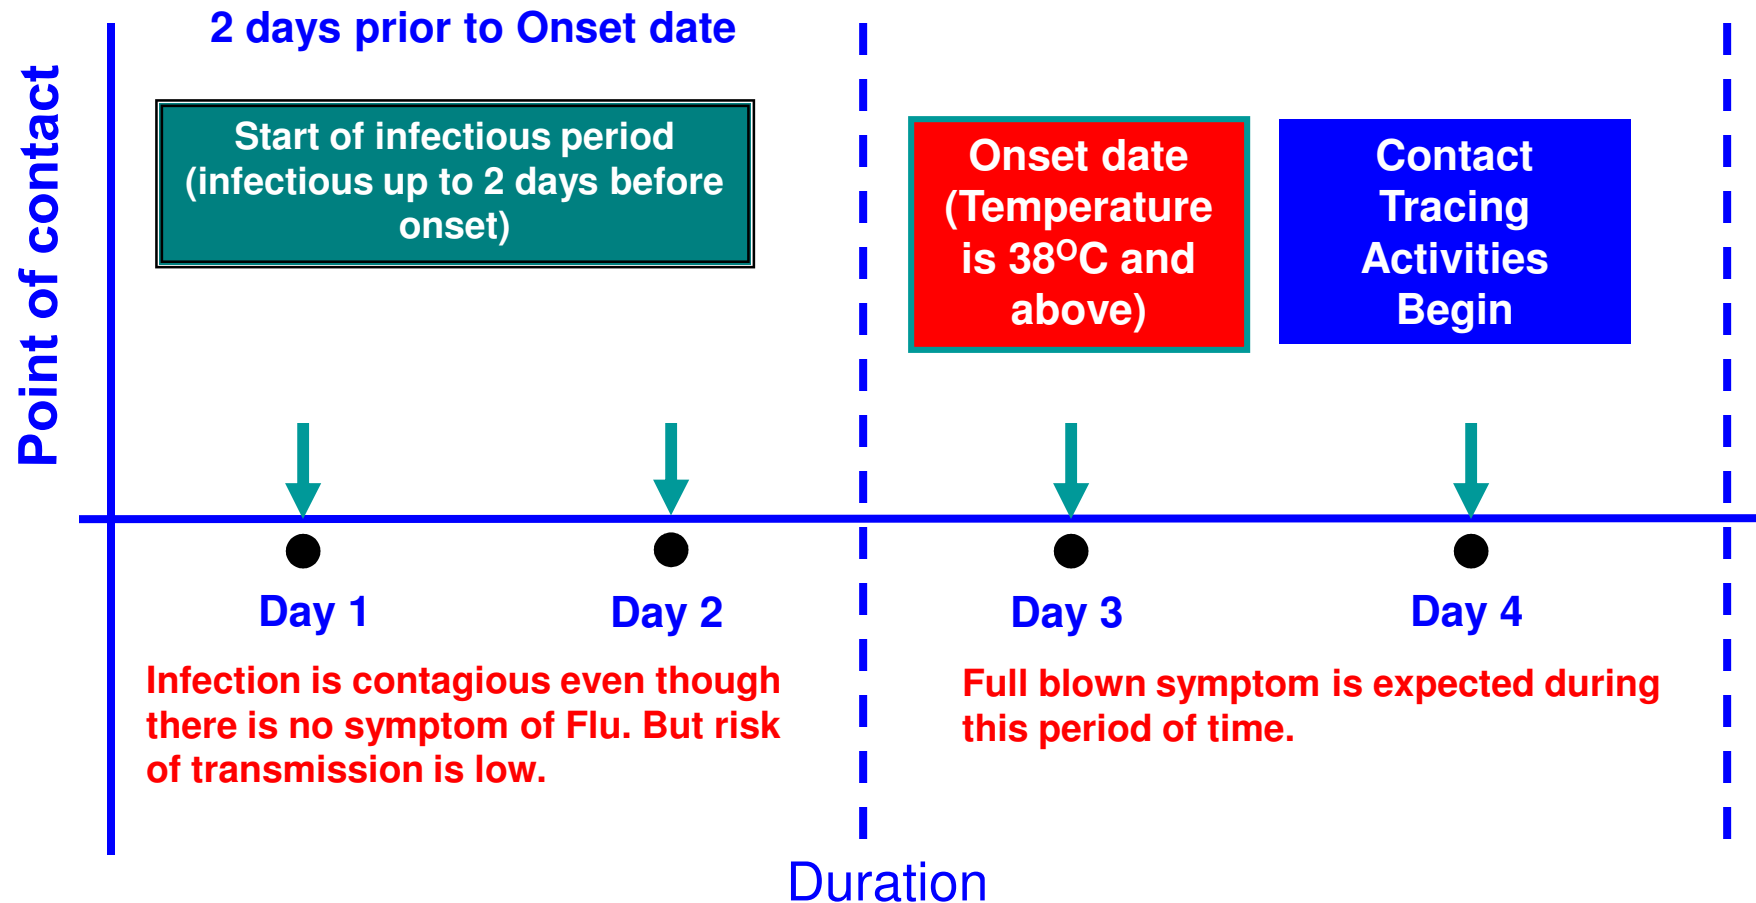 2 days prior to Onset date
Point of contact
Start of infectious period
(infectious up to 2 days before
onset)
Onset date
(Temperature
is 38ᴼC and
above)
Contact
Tracing
Activities
Begin
Day 1
Day 2
Day 3
Day 4
Infection is contagious even though
there is no symptom of Flu. But risk
of transmission is low.
Full blown symptom is expected during
this period of time.
Duration